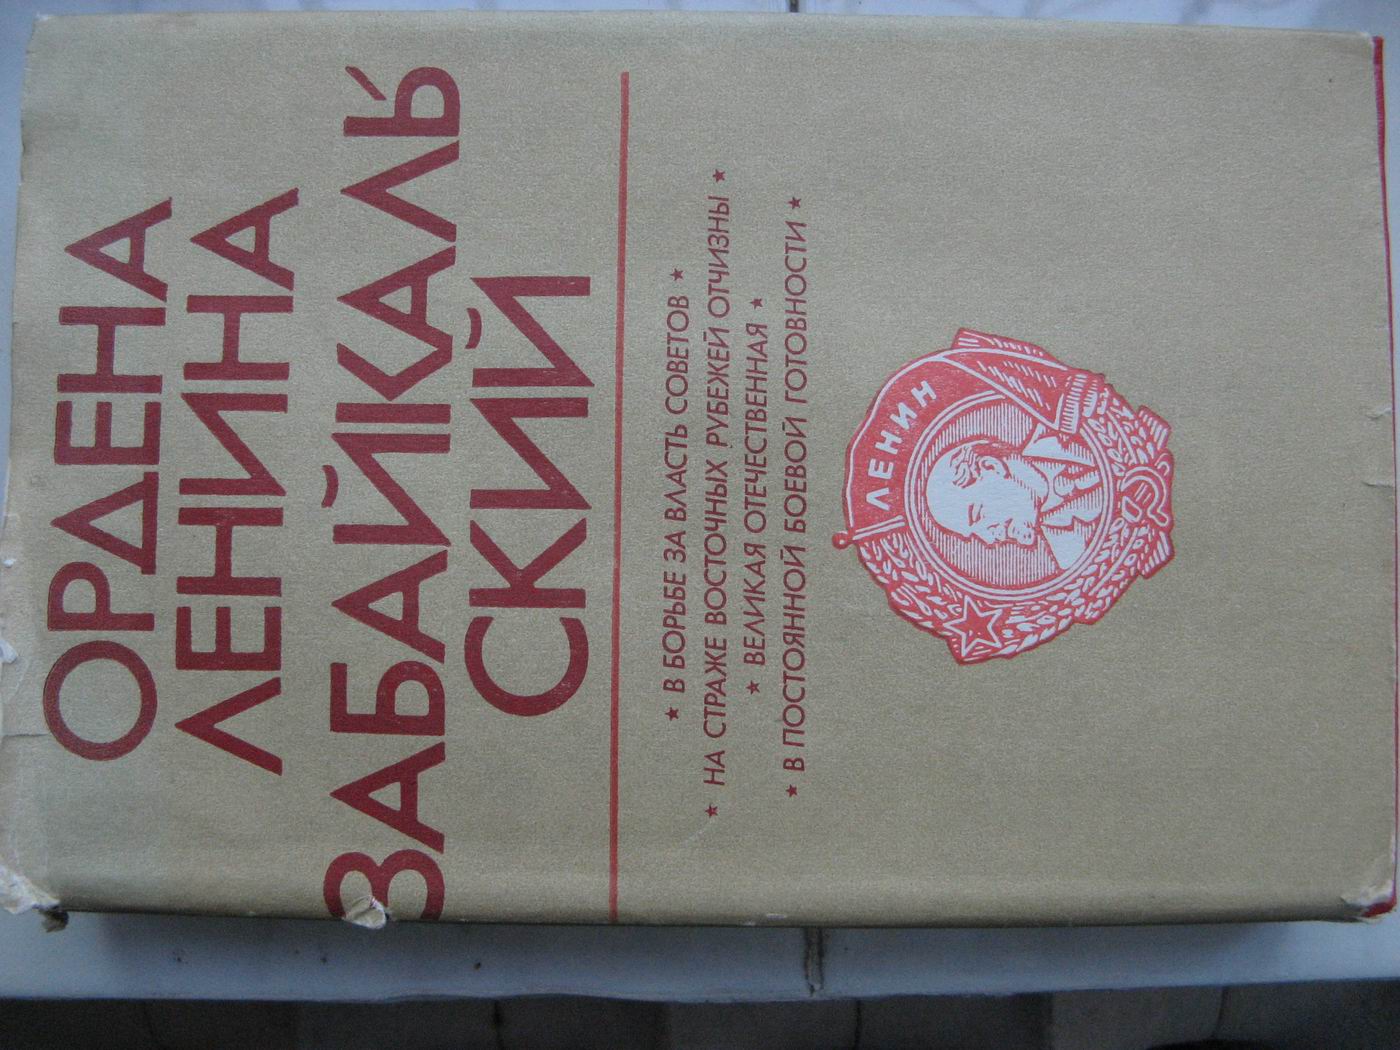 ОРДЕНА
ЛЕНИНА
ЗАБАЙКАЛЬ-
СКИЙ
★ В БОРЬБЕ ЗА ВЛАСТЬ СОВЕТОВ ★
★ НА СТРАЖЕ ВОСТОЧНЫХ РУБЕЖЕЙ ОТЧИЗНЫ ★
★ ВЕЛИКАЯ ОТЕЧЕСТВЕННАЯ ★
★ В ПОСТОЯННОЙ БОЕВОЙ ГОТОВНОСТИ ★
ЛЕНИН